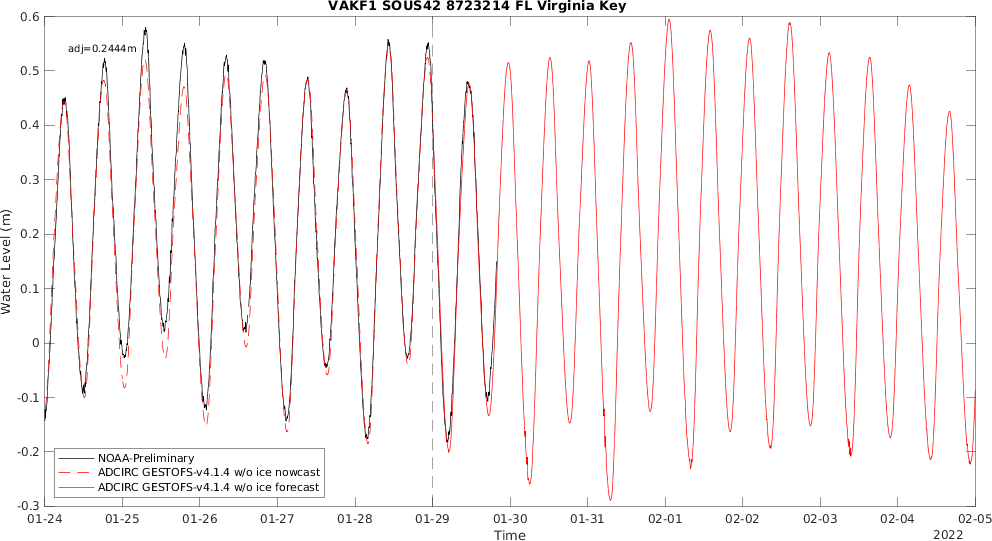 VAKF1 SOUS42 8723214 FL Virginia Key
0.6
adj=0.2444m
0.5
0.4
0.3
0.2
0.1
0
-0.1
-0.2
-0.3
Water Level (m)
NOAA-Preliminary
ADCIRC GESTOFS-v4.1.4 w/o ice nowcast
ADCIRC GESTOFS-v4.1.4 w/o ice forecast
01-24 01-25 01-26 01-27 01-28 01-29 01-30 01-31 02-01 02-02 02-03 02-04 02-05
Time
2022